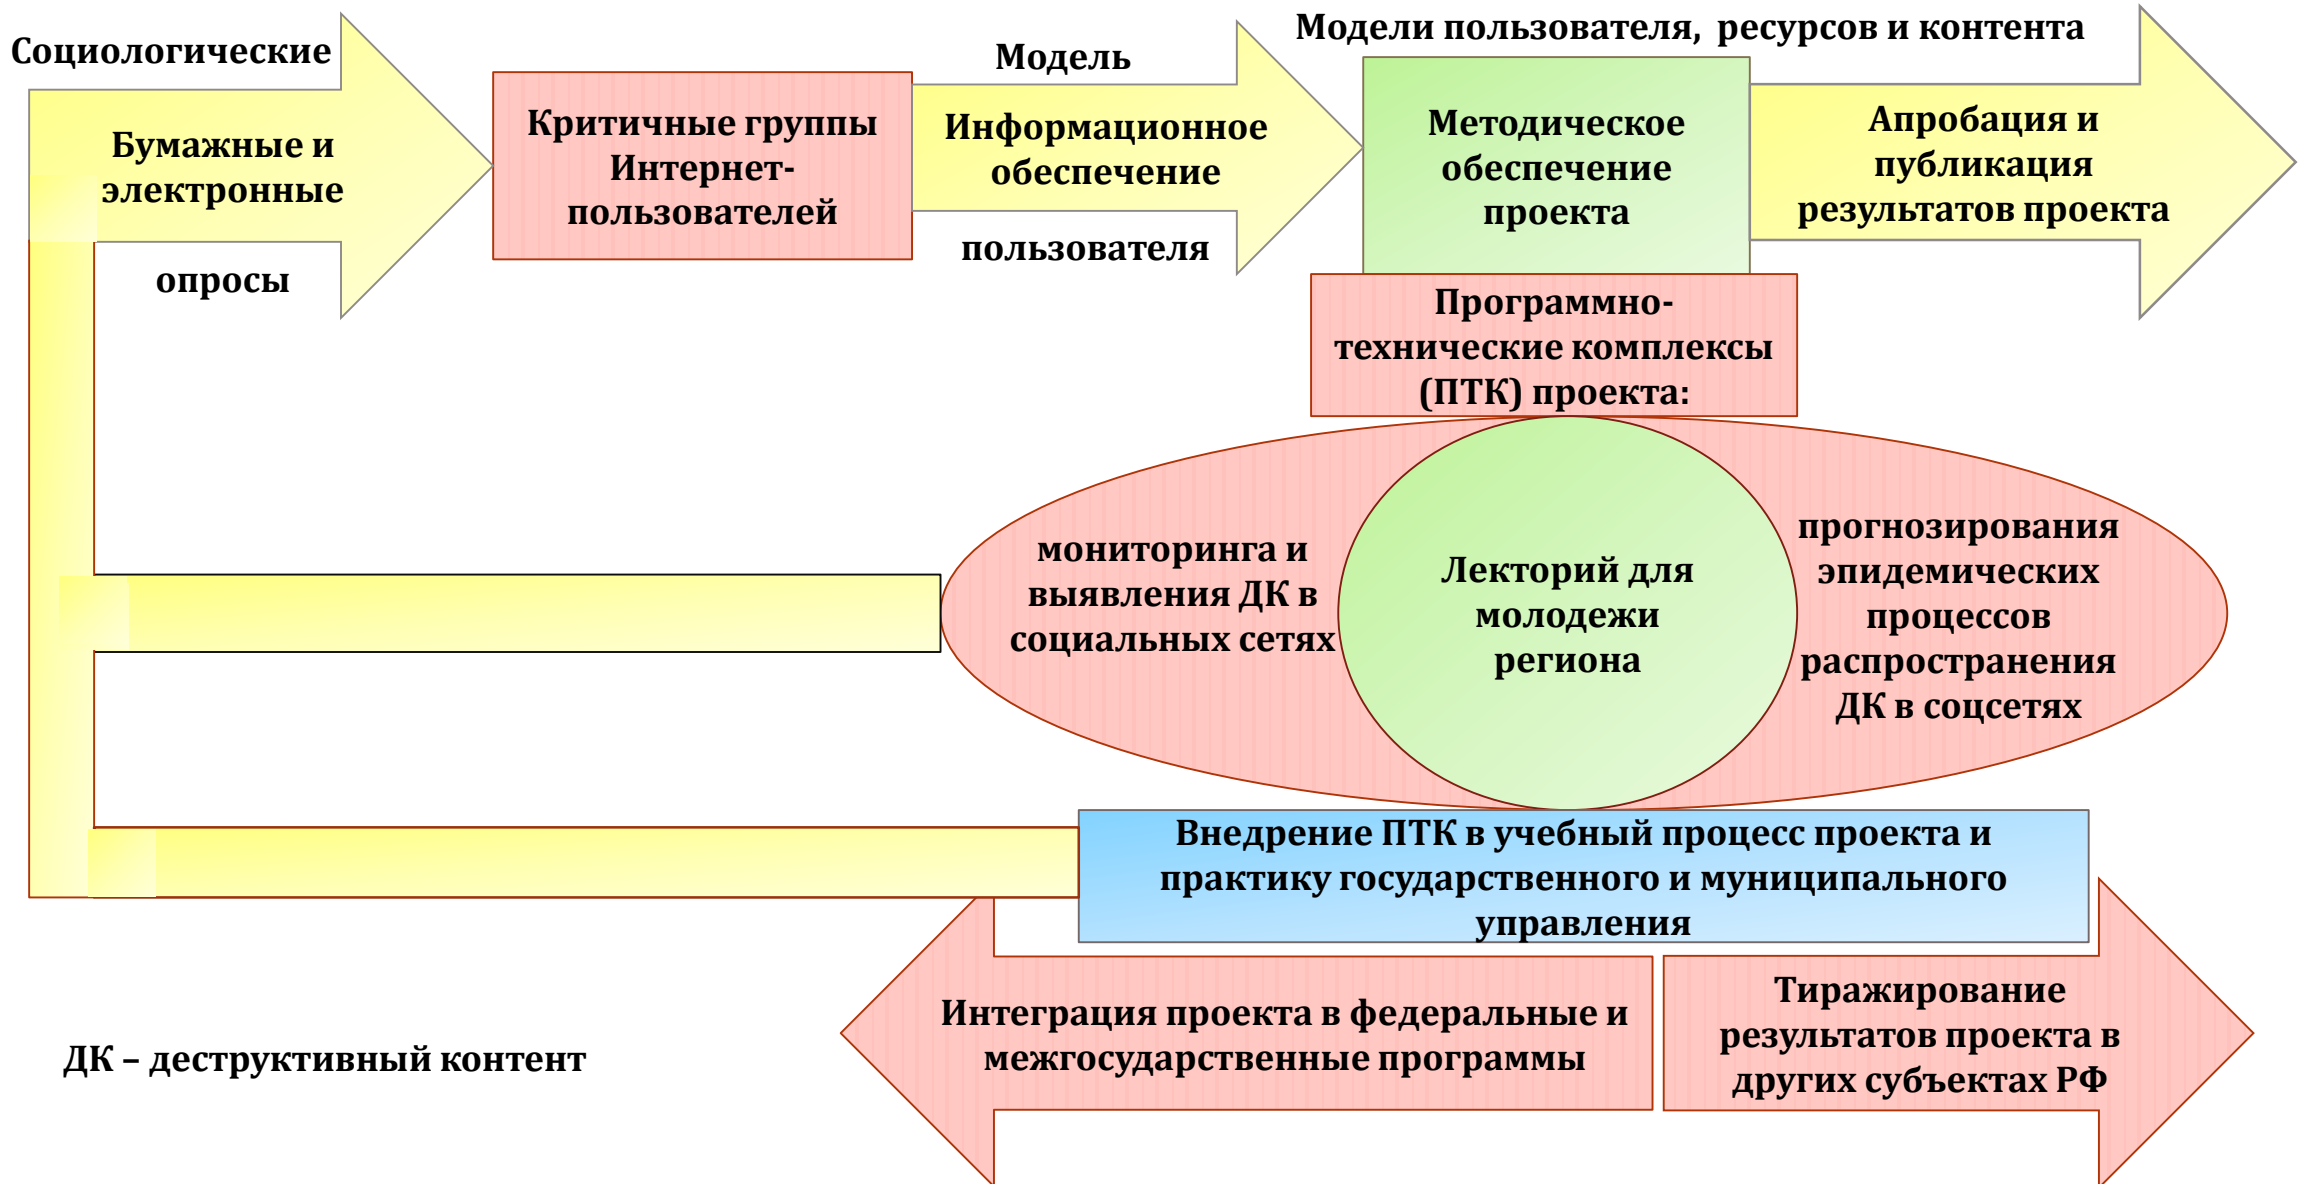 Социологические
Бумажные и
электронные
опросы
Критичные группы
Интернет-
пользователей
Модель
Информационное
обеспечение
пользователя
Модели пользователя, ресурсов и контента
Методическое
обеспечение
проекта
Апробация и
публикация
результатов проекта
Программно-
технические комплексы
(ПТК) проекта:
мониторинга и
выявления ДК в
социальных сетях
Лекторий для
молодежи
региона
прогнозирования
эпидемических
процессов
распространения
ДК в соцсетях
Внедрение ПТК в учебный процесс проекта и
практику государственного и муниципального
управления
Интеграция проекта в федеральные и
межгосударственные программы
Тиражирование
результатов проекта в
других субъектах РФ
ДК – деструктивный контент